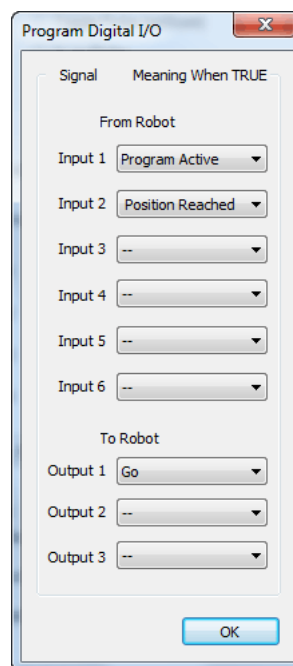 Program Digital I/O
Signal Meaning When TRUE
From Robot
Input 1 Program Active
Input 2 Position Reached
Input 3 --
Input 4 --
Input 5 --
Input 6 --
To Robot
Output 1 Go
Output 2 --
Output 3 --
OK